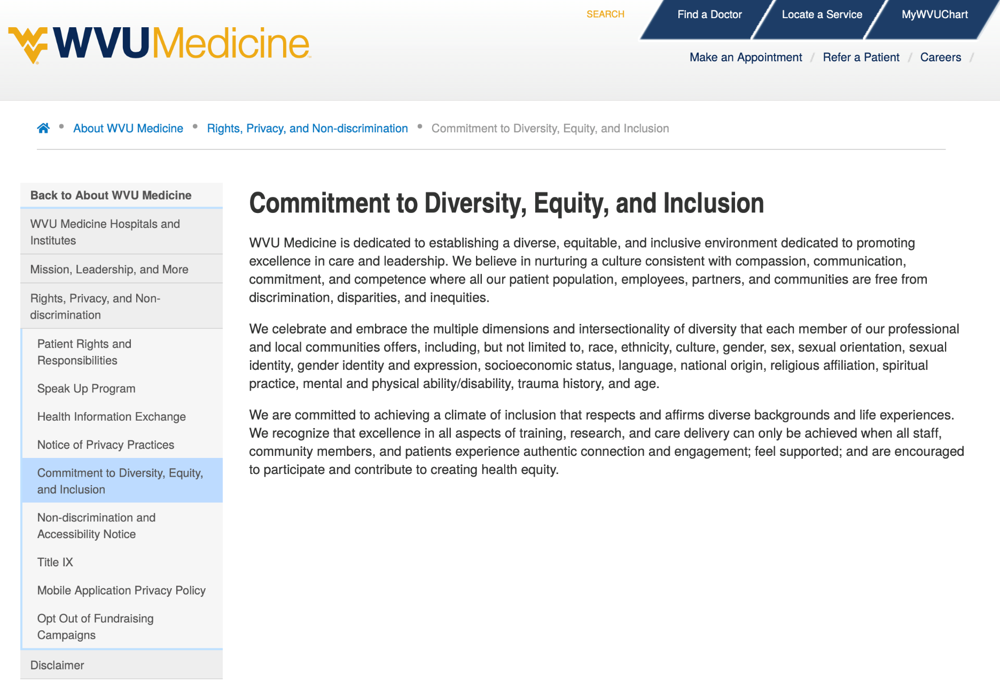 SEARCH
Find a Doctor
Locate a Service
MyWVUChart
WVUMedicine
Make an Appointment / Refer a Patient / Careers /
About WVU Medicine • Rights, Privacy, and Non-discrimination • Commitment to Diversity, Equity, and Inclusion
Back to About WVU Medicine
WVU Medicine Hospitals and
Institutes
Mission, Leadership, and More
Rights, Privacy, and Non-
discrimination
Patient Rights and
Responsibilities
Speak Up Program
Health Information Exchange
Notice of Privacy Practices
Commitment to Diversity, Equity,
and Inclusion
Non-discrimination and
Accessibility Notice
Title IX
Mobile Application Privacy Policy
Opt Out of Fundraising
Campaigns
Disclaimer
Commitment to Diversity, Equity, and Inclusion
WVU Medicine is dedicated to establishing a diverse, equitable, and inclusive environment dedicated to promoting
excellence in care and leadership. We believe in nurturing a culture consistent with compassion, communication,
commitment, and competence where all our patient population, employees, partners, and communities are free from
discrimination, disparities, and inequities.
We celebrate and embrace the multiple dimensions and intersectionality of diversity that each member of our professional
and local communities offers, including, but not limited to, race, ethnicity, culture, gender, sex, sexual orientation, sexual
identity, gender identity and expression, socioeconomic status, language, national origin, religious affiliation, spiritual
practice, mental and physical ability/disability, trauma history, and age.
We are committed to achieving a climate of inclusion that respects and affirms diverse backgrounds and life experiences.
We recognize that excellence in all aspects of training, research, and care delivery can only be achieved when all staff,
community members, and patients experience authentic connection and engagement; feel supported; and are encouraged
to participate and contribute to creating health equity.